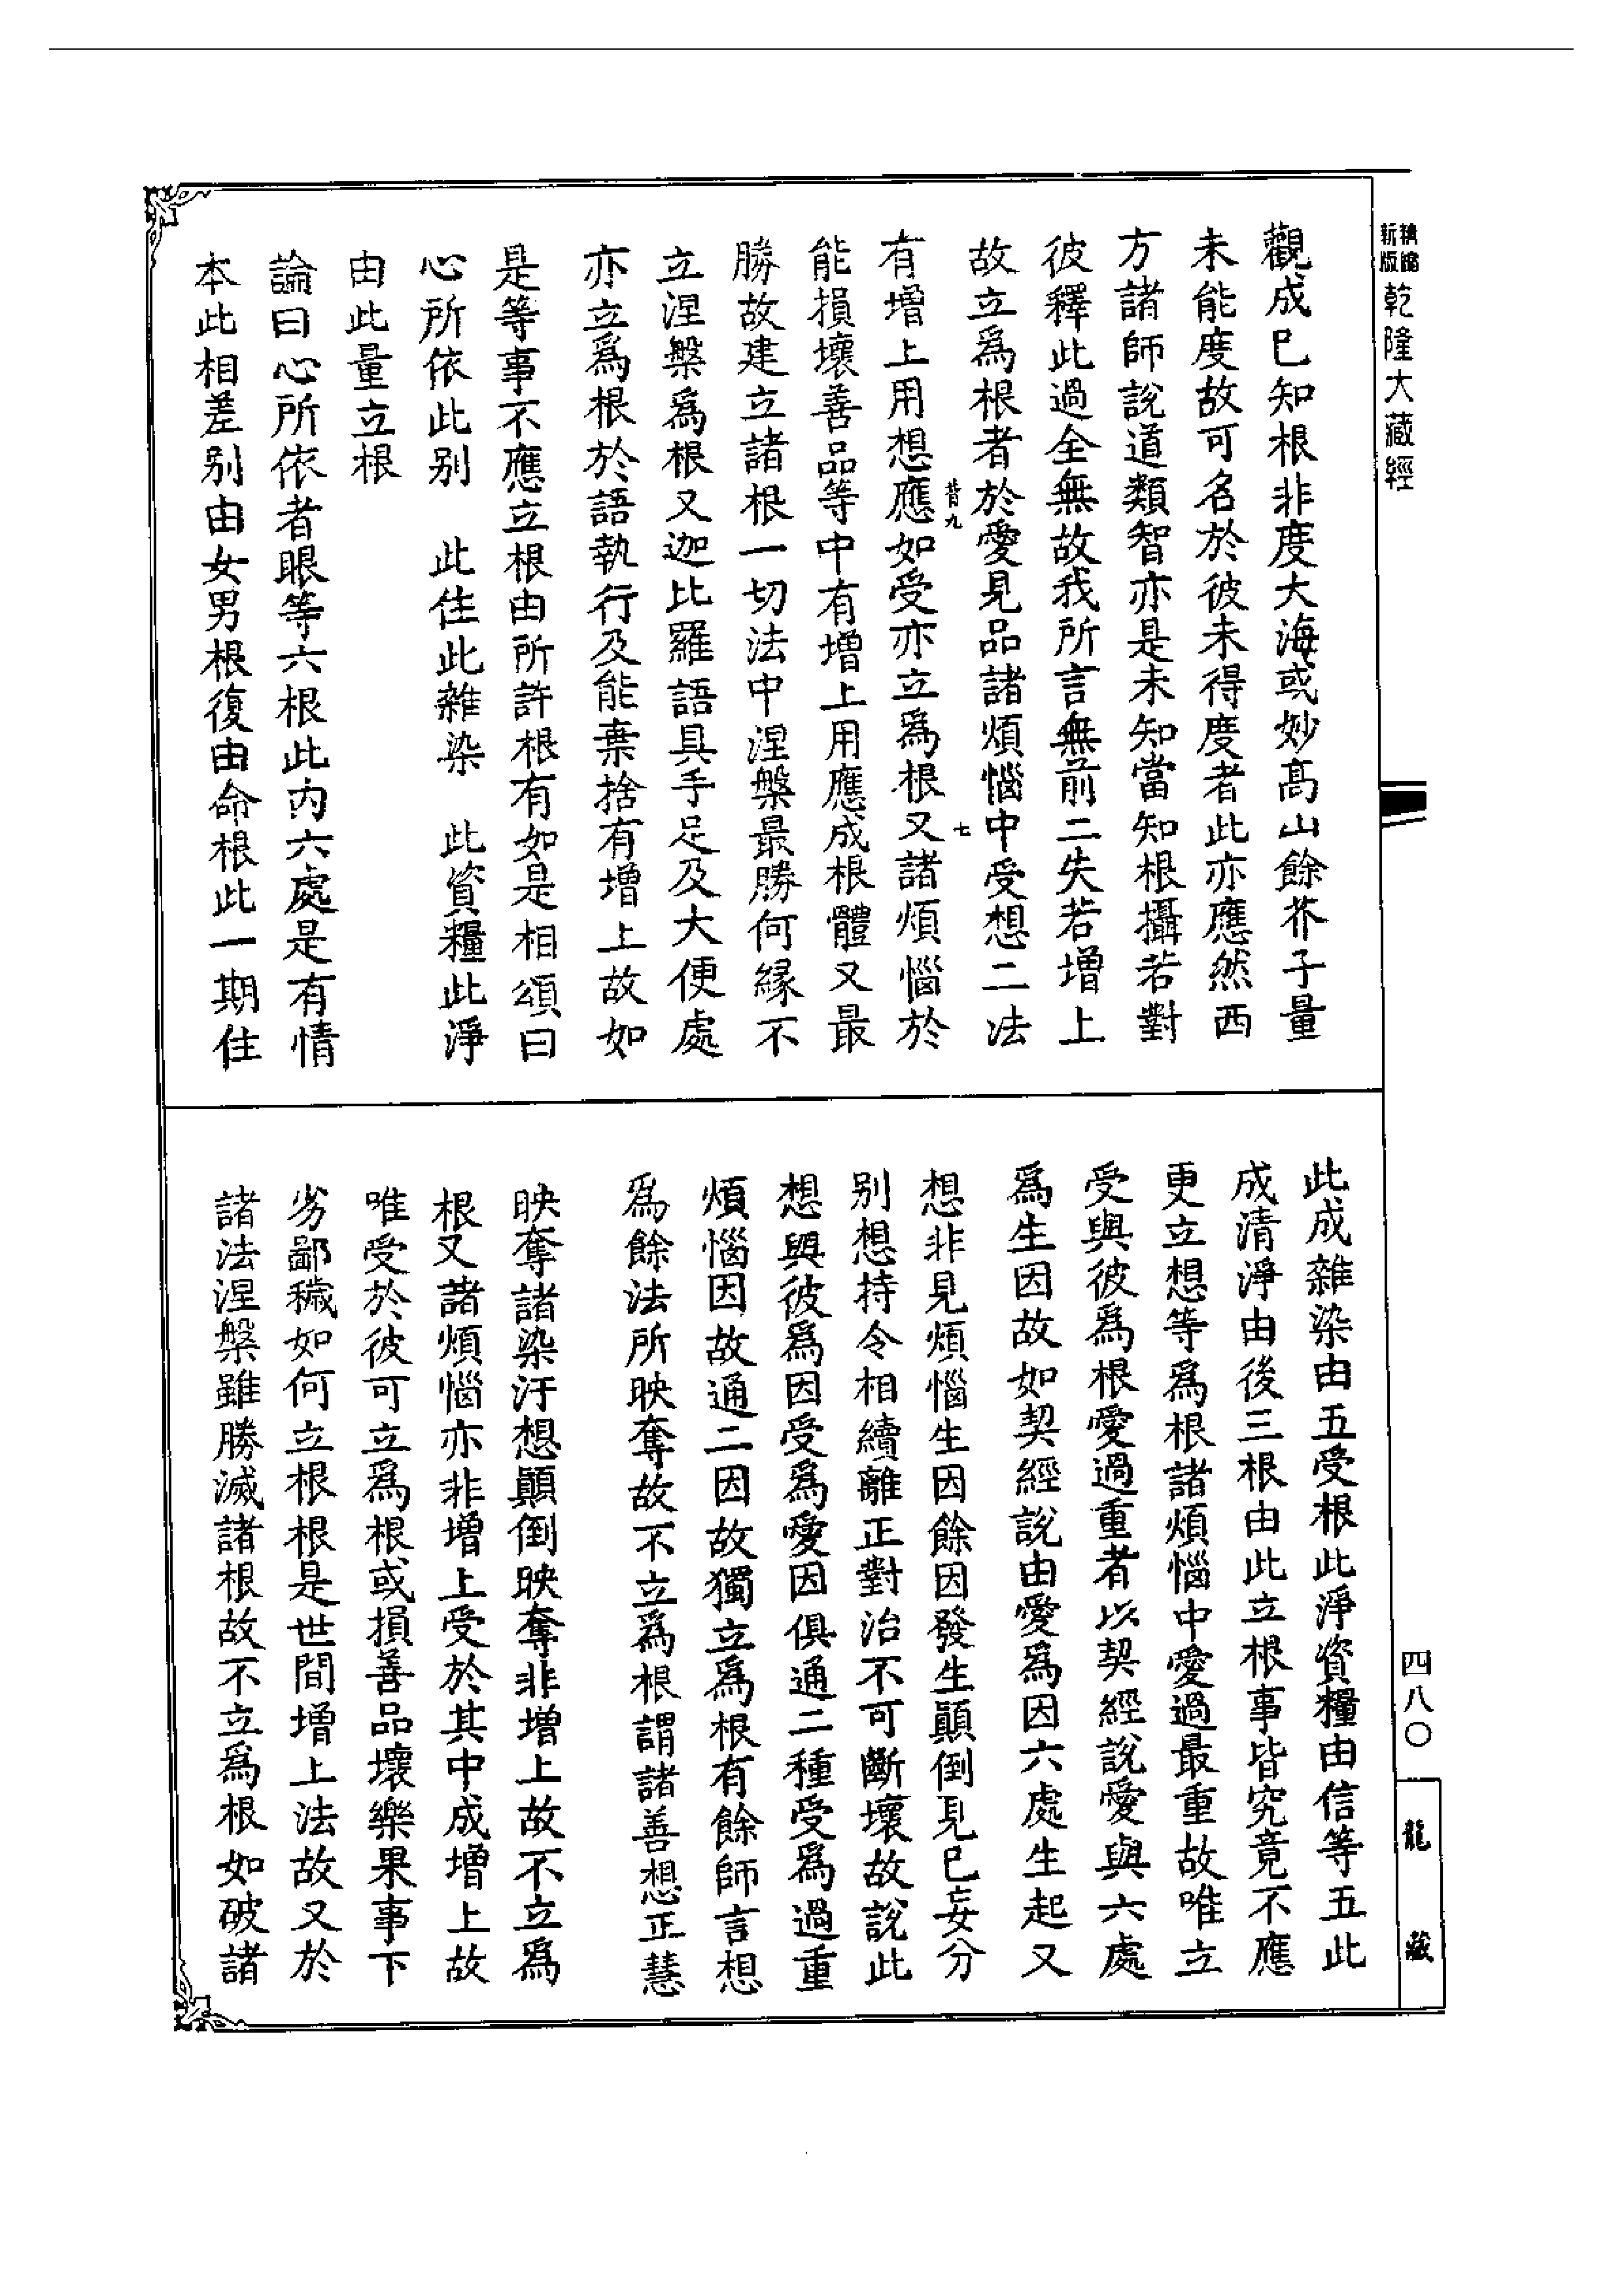 新版
精縮
乾隆大藏經
觀成已知根非度大海或妙高山餘芥子量
未能度故可名於彼未得度者此亦應然西
方諸師說道類智亦是未知當知根攝若對
彼釋此過全無故我所言無前二失若增上
故立爲根者於愛見品諸煩惱中受想二法
有增上用想應如受亦立爲根又諸煩惱於
能損壞善品等中有增上用應成根體又最
勝故建立諸根一切法中涅槃最勝何緣不
立涅槃爲根又迦比羅語具手足及大便處
亦立爲根於語執行及能棄捨有增上故如
是等事不應立根由所許根有如是相頌曰
心所依此別　此住此雜染　此資糧此淨
由此量立根
論曰心所依者眼等六根此內六處是有情
本此相差別由女男根復由命根此一期住
昔九
七
此成雜染由五受根此淨資糧由信等五此
成清淨由後三根由此立根事皆究竟不應
更立想等爲根諸煩惱中愛過最重故唯立
受與彼爲根愛過重者以契經說愛與六處
爲生因故如契經說由愛爲因六處生起又
想非見煩惱生因餘因發生顛倒見已妄分
別想持令相續離正對治不可斷壞故說此
想與彼爲因受爲愛因俱通二種受爲過重
煩惱因故通二因故獨立爲根有餘師言想
爲餘法所映奪故不立爲根謂諸善想正慧
映奪諸染汙想顛倒映奪非增上故不立爲
根又諸煩惱亦非增上受於其中成增上故
唯受於彼可立爲根或損善品壞樂果事下
劣鄙穢如何立根根是世間增上法故又於
諸法涅槃雖勝滅諸根故不立爲根如破諸
四八〇
龍藏